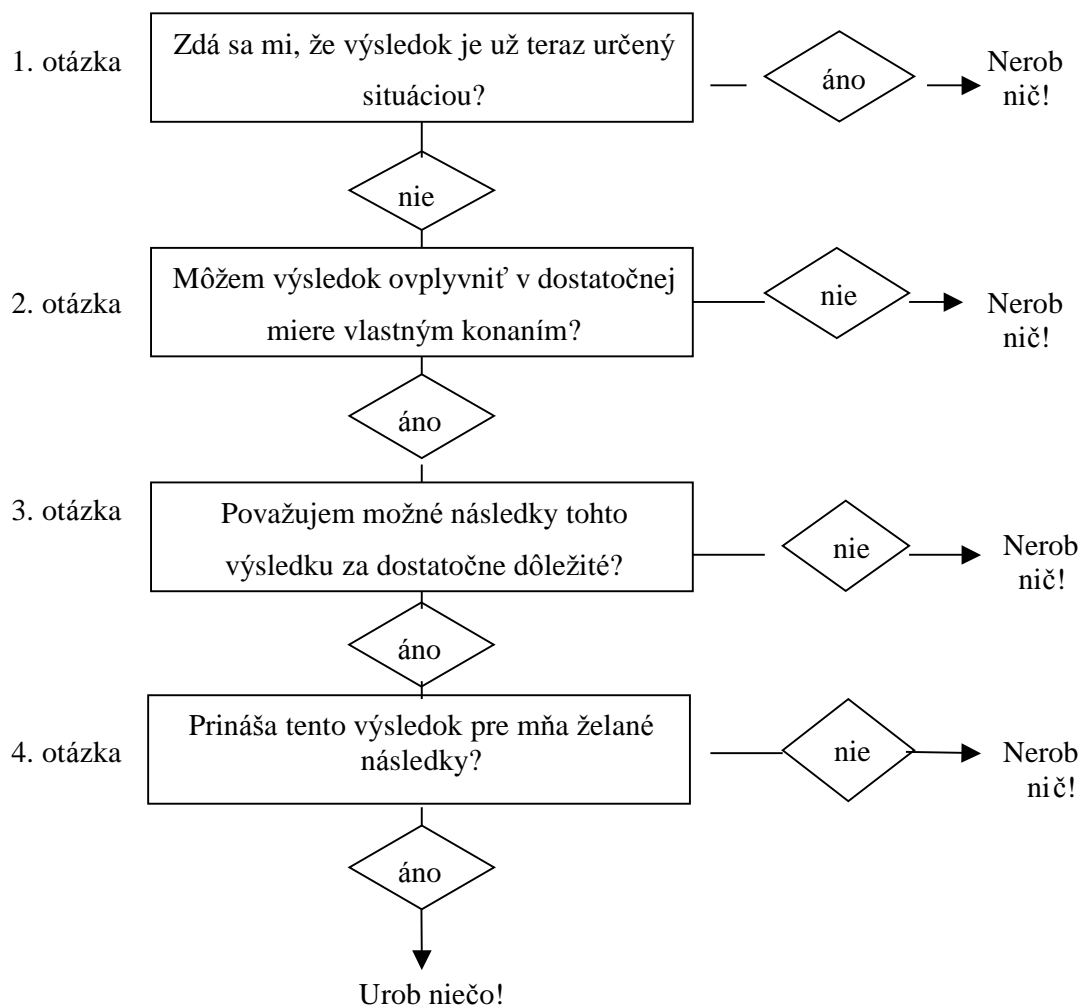 1. otázka
Zdá sa mi, že výsledok je už teraz určený
situáciou?
áno
Nerob
nič!
nie
2. otázka
Môžem výsledok ovplyvniť v dostatočnej
miere vlastným konaním?
nie
Nerob
nič!
áno
3. otázka
Považujem možné následky tohto
výsledku za dostatočne dôležité?
nie
Nerob
nič!
áno
4. otázka
Prináša tento výsledok pre mňa želané
následky?
nie
Nerob
nič!
áno
Urob niečo!